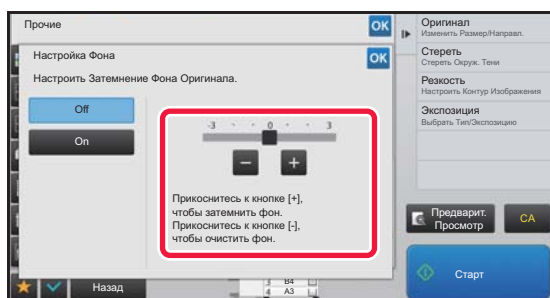 Прочие
OK
Настройка Фона
OK
Настроить Затемнение Фона Оригинала.
Off
On
-3 0 3
Прикоснитесь к кнопке [+],
чтобы затемнить фон.
Прикоснитесь к кнопке [-],
чтобы очистить фон.
Назад
3 B4
4 A3
Оригинал
Изменить Размер/Направл.
Стереть
Стереть Окруж. Тени
Резкость
Настроить Контур Изображения
Экспозиция
Выбрать Тип/Экспозицию
Предварит.
Просмотр
CA
Старт